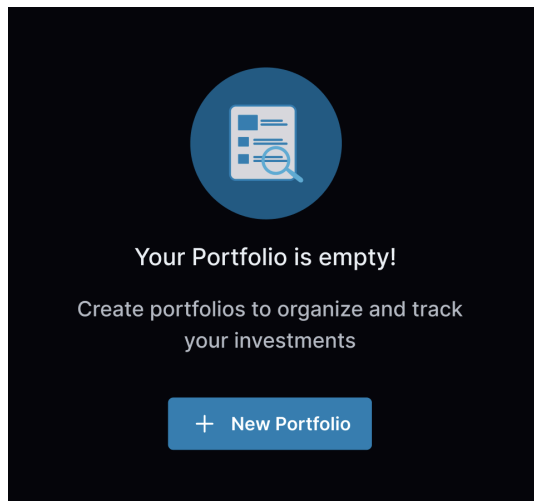 Your Portfolio is empty!
Create portfolios to organize and track
your investments
+ New Portfolio